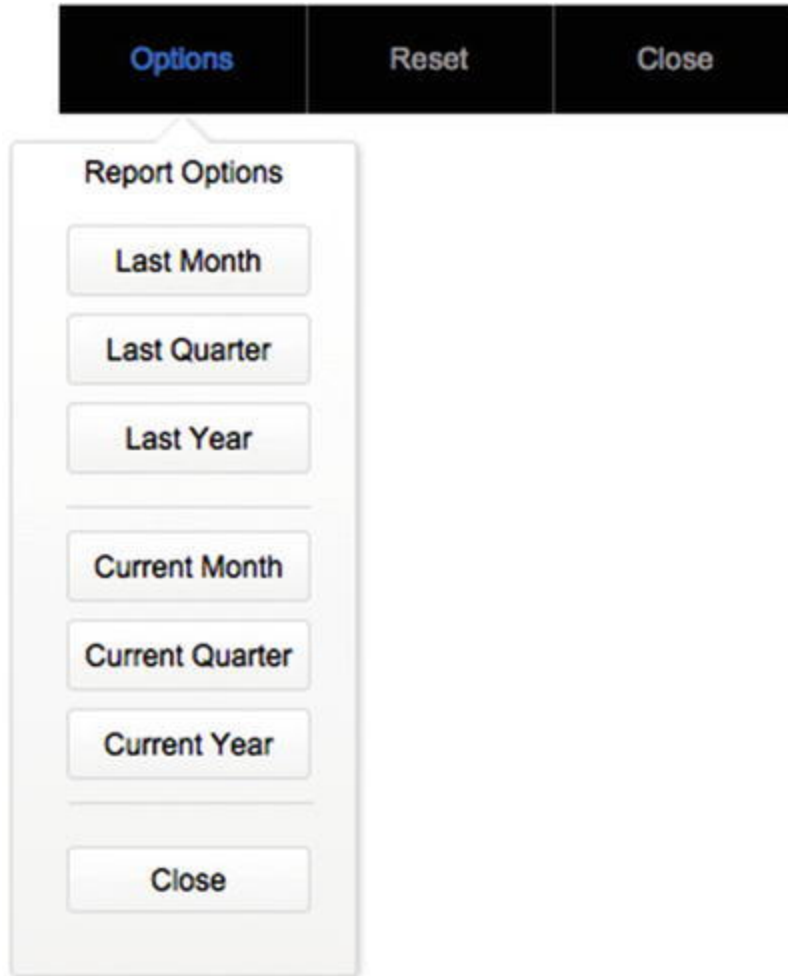 Options Reset Close
Report Options
Last Month
Last Quarter
Last Year
Current Month
Current Quarter
Current Year
Close